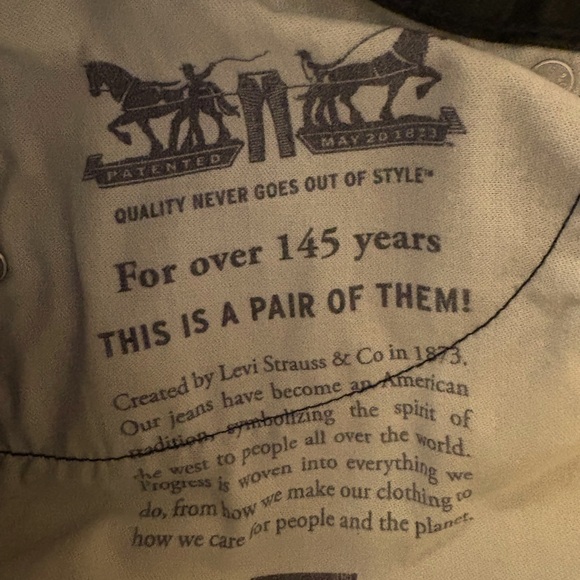 PATENTED MAY 20 1873
QUALITY NEVER GOES OUT OF STYLE™
For over 145 years
THIS IS A PAIR OF THEM!
Created by Levi Strauss & Co in 1873.
Our jeans have become an American
tradition, symbolizing the spirit of
he west to people all over the world.
Progress is woven into everything we
do, from how we make our clothing to
how we care for people and the planet.